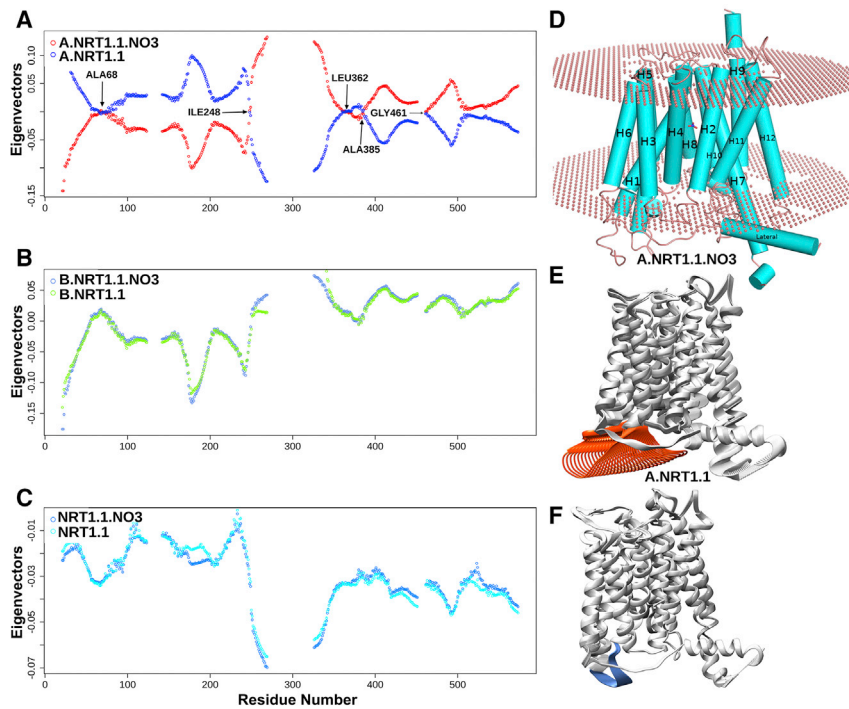 A
A.NRT1.1.NO3
A.NRT1.1
ALA68
ILE248
LEU362
ALA385
GLY461
Eigenvectors
0.10
0.05
-0.05
-0.15
0 100 200 300 400 500
B
B.NRT1.1.NO3
B.NRT1.1
Eigenvectors
0.05
0.00
-0.05
-0.10
-0.15
0 100 200 300 400 500
C
NRT1.1.NO3
NRT1.1
Eigenvectors
-0.01
-0.03
-0.05
-0.07
0 100 200 300 400 500
Residue Number
D
H5
H9
H6
H3
H4
H8
H2
H10
H11
H12
H1
H7
Lateral
A.NRT1.1.NO3
E
A.NRT1.1
F